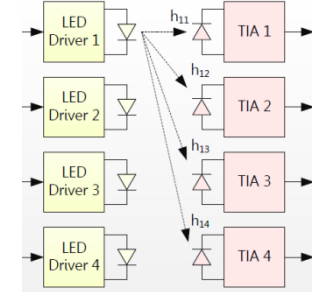 LED
Driver 1
h11
TIA 1
LED
Driver 2
h12
TIA 2
LED
Driver 3
h13
TIA 3
LED
Driver 4
h14
TIA 4